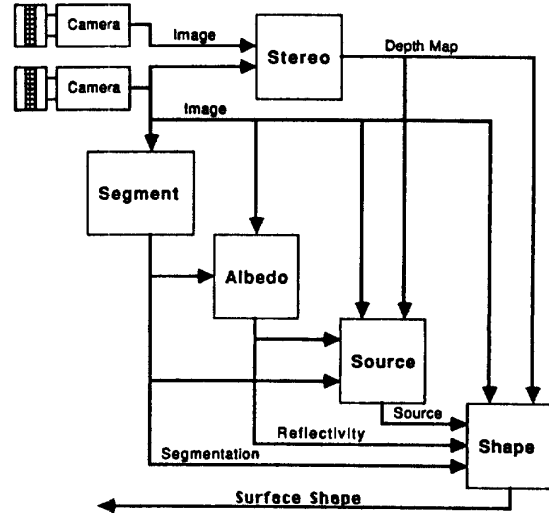 Camera
Image
Stereo
Depth Map
Camera
Image
Segment
Albedo
Source
Source
Reflectivity
Shape
Segmentation
Surface Shape